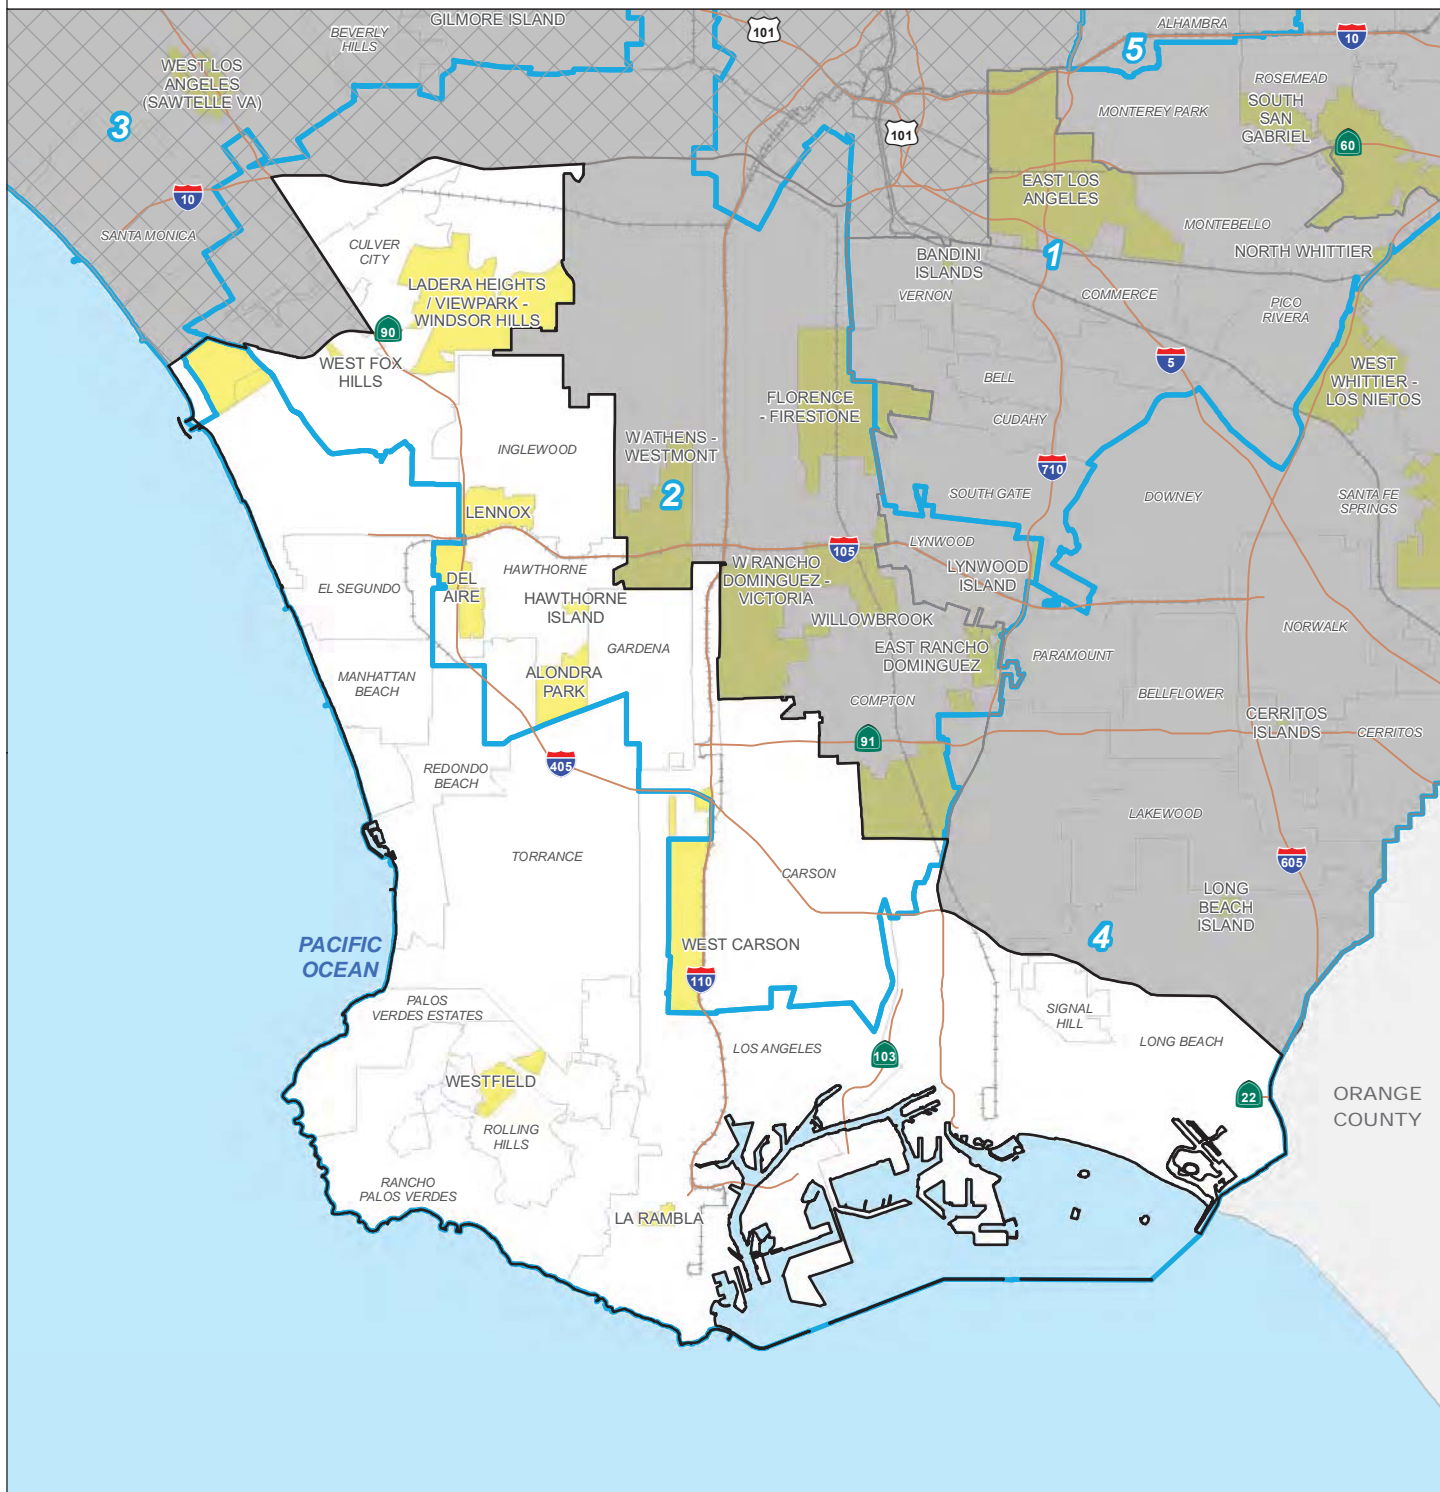 GILMORE ISLAND
BEVERLY
HILLS
101
ALHAMBRA
5
10
WEST LOS
ANGELES
(SAWTELLE VA)
3
ROSEMEAD
MONTEREY PARK
SOUTH
SAN
GABRIEL
101
60
10
EAST LOS
ANGELES
SANTA MONICA
MONTEBELLO
CULVER
CITY
BANDINI
ISLANDS
1
NORTH WHITTIER
VERNON
COMMERCE
PICO
RIVERA
LADERA HEIGHTS
/ VIEWPARK -
WINDSOR HILLS
90
WEST FOX
HILLS
5
WEST
WHITTIER -
LOS NIETOS
BELL
FLORENCE
- FIRESTONE
CUDAHY
INGLEWOOD
W ATHENS -
WESTMONT
2
710
SOUTH GATE
DOWNEY
SANTA FE
SPRINGS
LENNOX
105
LYNWOOD
LYNWOOD
ISLAND
HAWTHORNE
W RANCHO
DOMINGUEZ -
VICTORIA
EL SEGUNDO
DEL
AIRE
HAWTHORNE
ISLAND
WILLOWBROOK
NORWALK
GARDENA
EAST RANCHO
DOMINGUEZ
PARAMOUNT
MANHATTAN
BEACH
ALONDRA
PARK
COMPTON
BELLFLOWER
CERRITOS
ISLANDS
CERRITOS
91
REDONDO
BEACH
405
LAKEWOOD
TORRANCE
CARSON
605
LONG
BEACH
ISLAND
PACIFIC
OCEAN
WEST CARSON
4
110
PALOS
VERDES ESTATES
SIGNAL
HILL
LOS ANGELES
103
LONG BEACH
WESTFIELD
22
ORANGE
COUNTY
ROLLING
HILLS
RANCHO
PALOS VERDES
LA RAMBLA